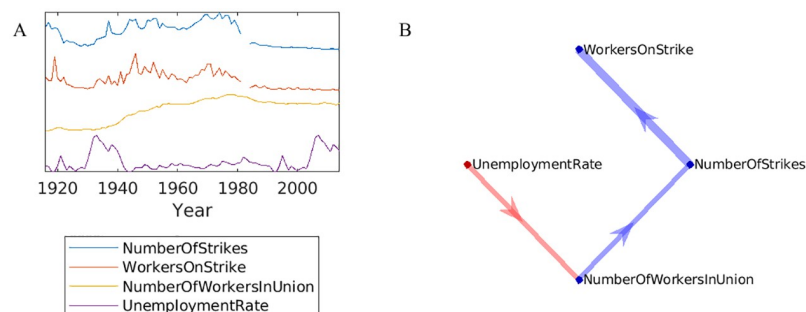 A
B
1920 1940 1960 1980 2000
Year
NumberOfStrikes
WorkersOnStrike
NumberOfWorkersInUnion
UnemploymentRate
WorkersOnStrike
UnemploymentRate
NumberOfStrikes
NumberOfWorkersInUnion